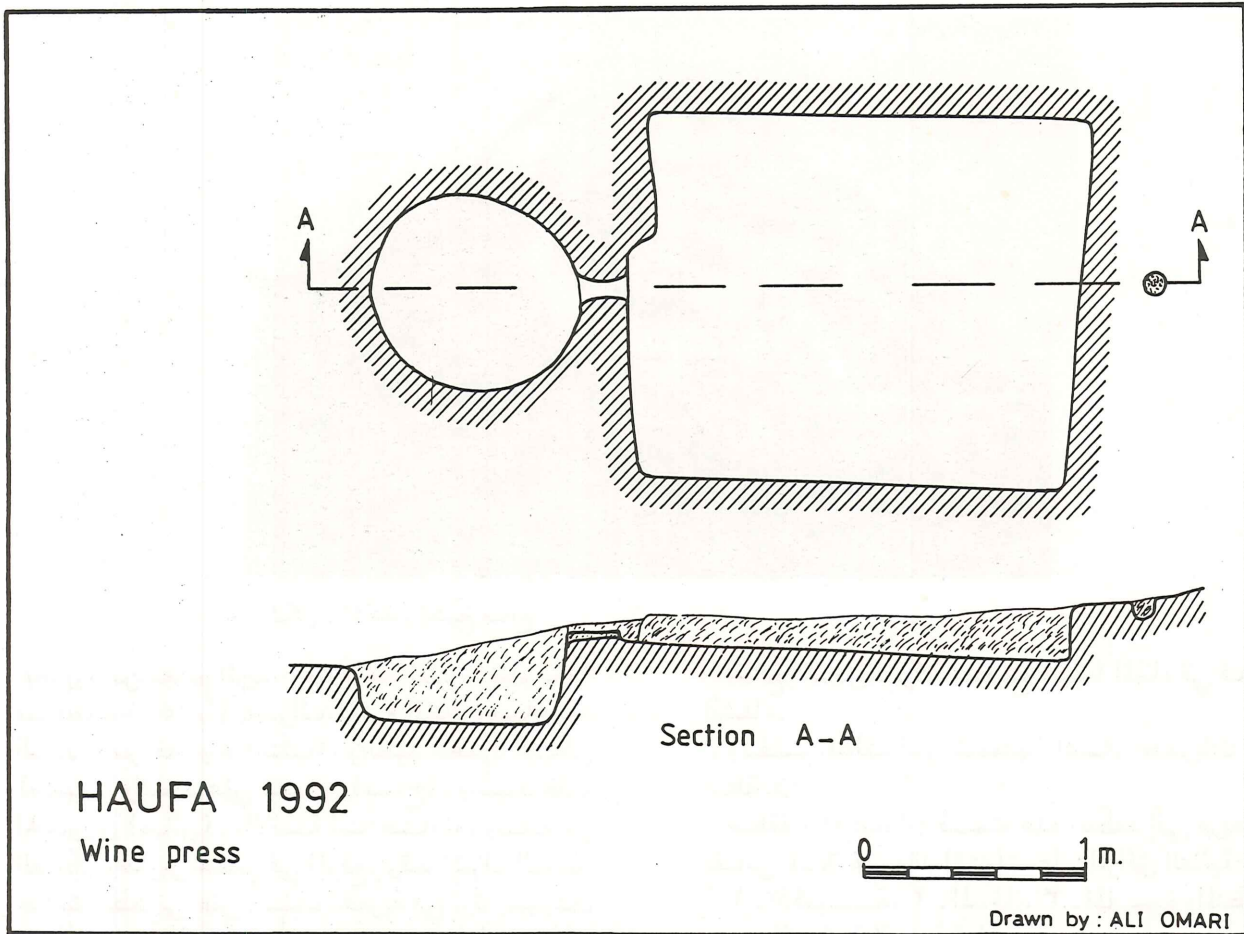 A A
Section A-A
HAUFA 1992
Wine press
0 1 m.
Drawn by : ALI OMARI